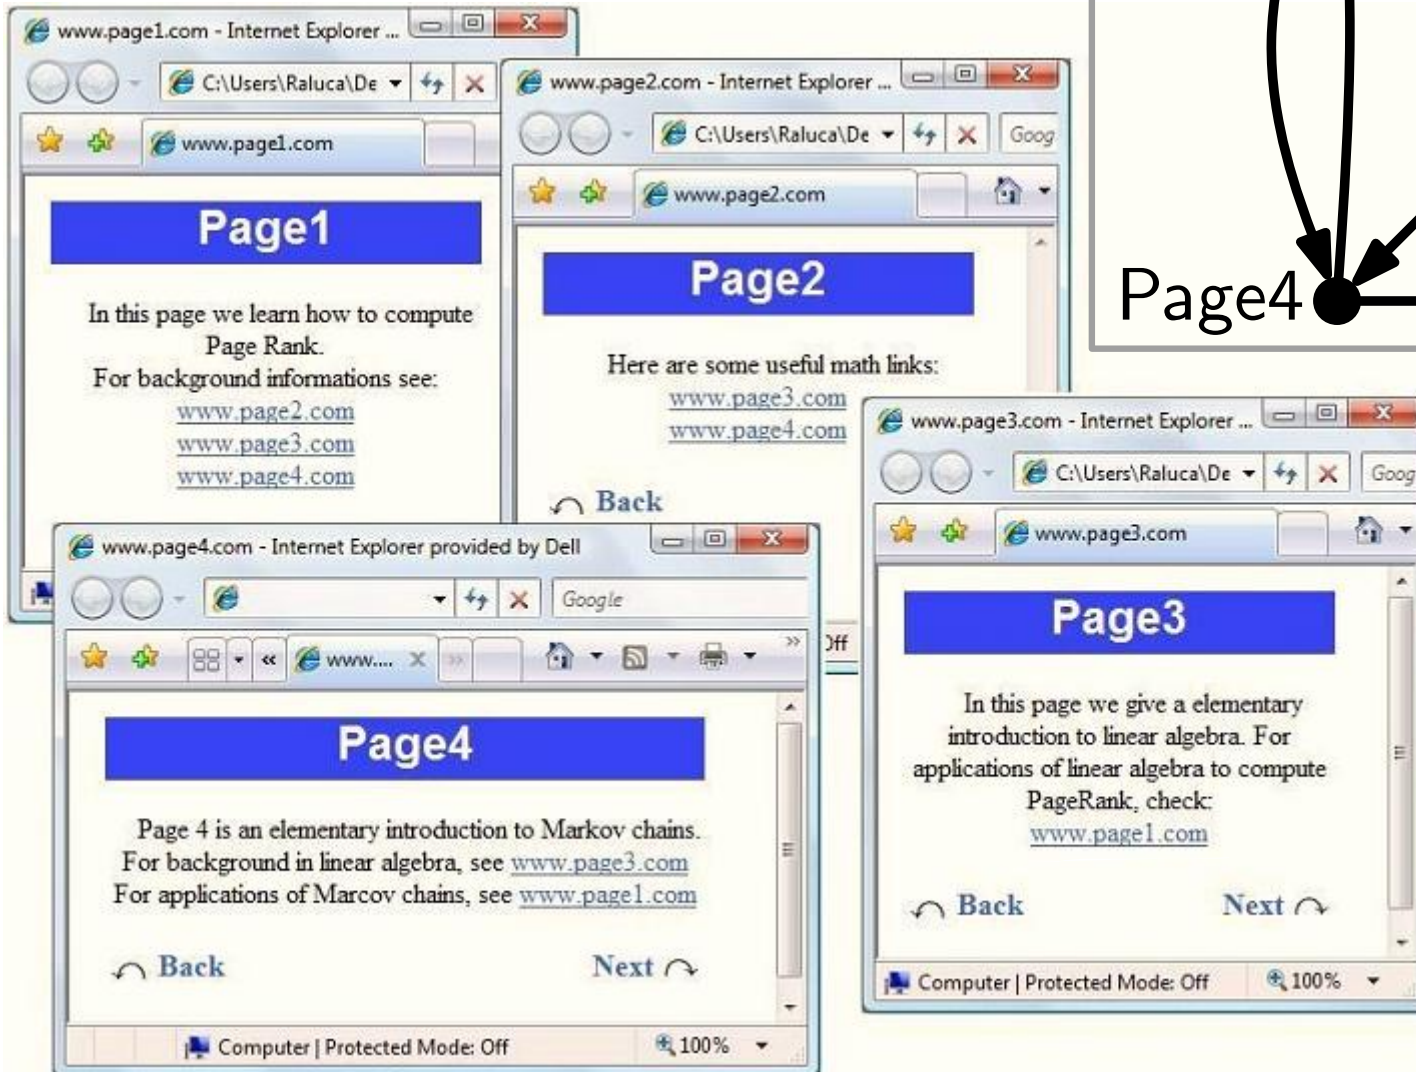 www.page1.com - Internet Explorer ...
C:\Users\Raluca\De
www.page1.com
Page1
In this page we learn how to compute
Page Rank.
For background informations see:
www.page2.com
www.page3.com
www.page4.com
www.page2.com - Internet Explorer ...
C:\Users\Raluca\De
Goog
www.page2.com
Page2
Here are some useful math links:
www.page3.com
www.page4.com
Back
Off
Page4
www.page3.com - Internet Explorer ...
C:\Users\Raluca\De
Goog
www.page3.com
Page3
In this page we give a elementary
introduction to linear algebra. For
applications of linear algebra to compute
PageRank, check:
www.page1.com
Back Next
Computer | Protected Mode: Off 100%
www.page4.com - Internet Explorer provided by Dell
Google
www....
Page4
Page 4 is an elementary introduction to Markov chains.
For background in linear algebra, see www.page3.com
For applications of Marcov chains, see www.page1.com
Back Next
Computer | Protected Mode: Off 100%